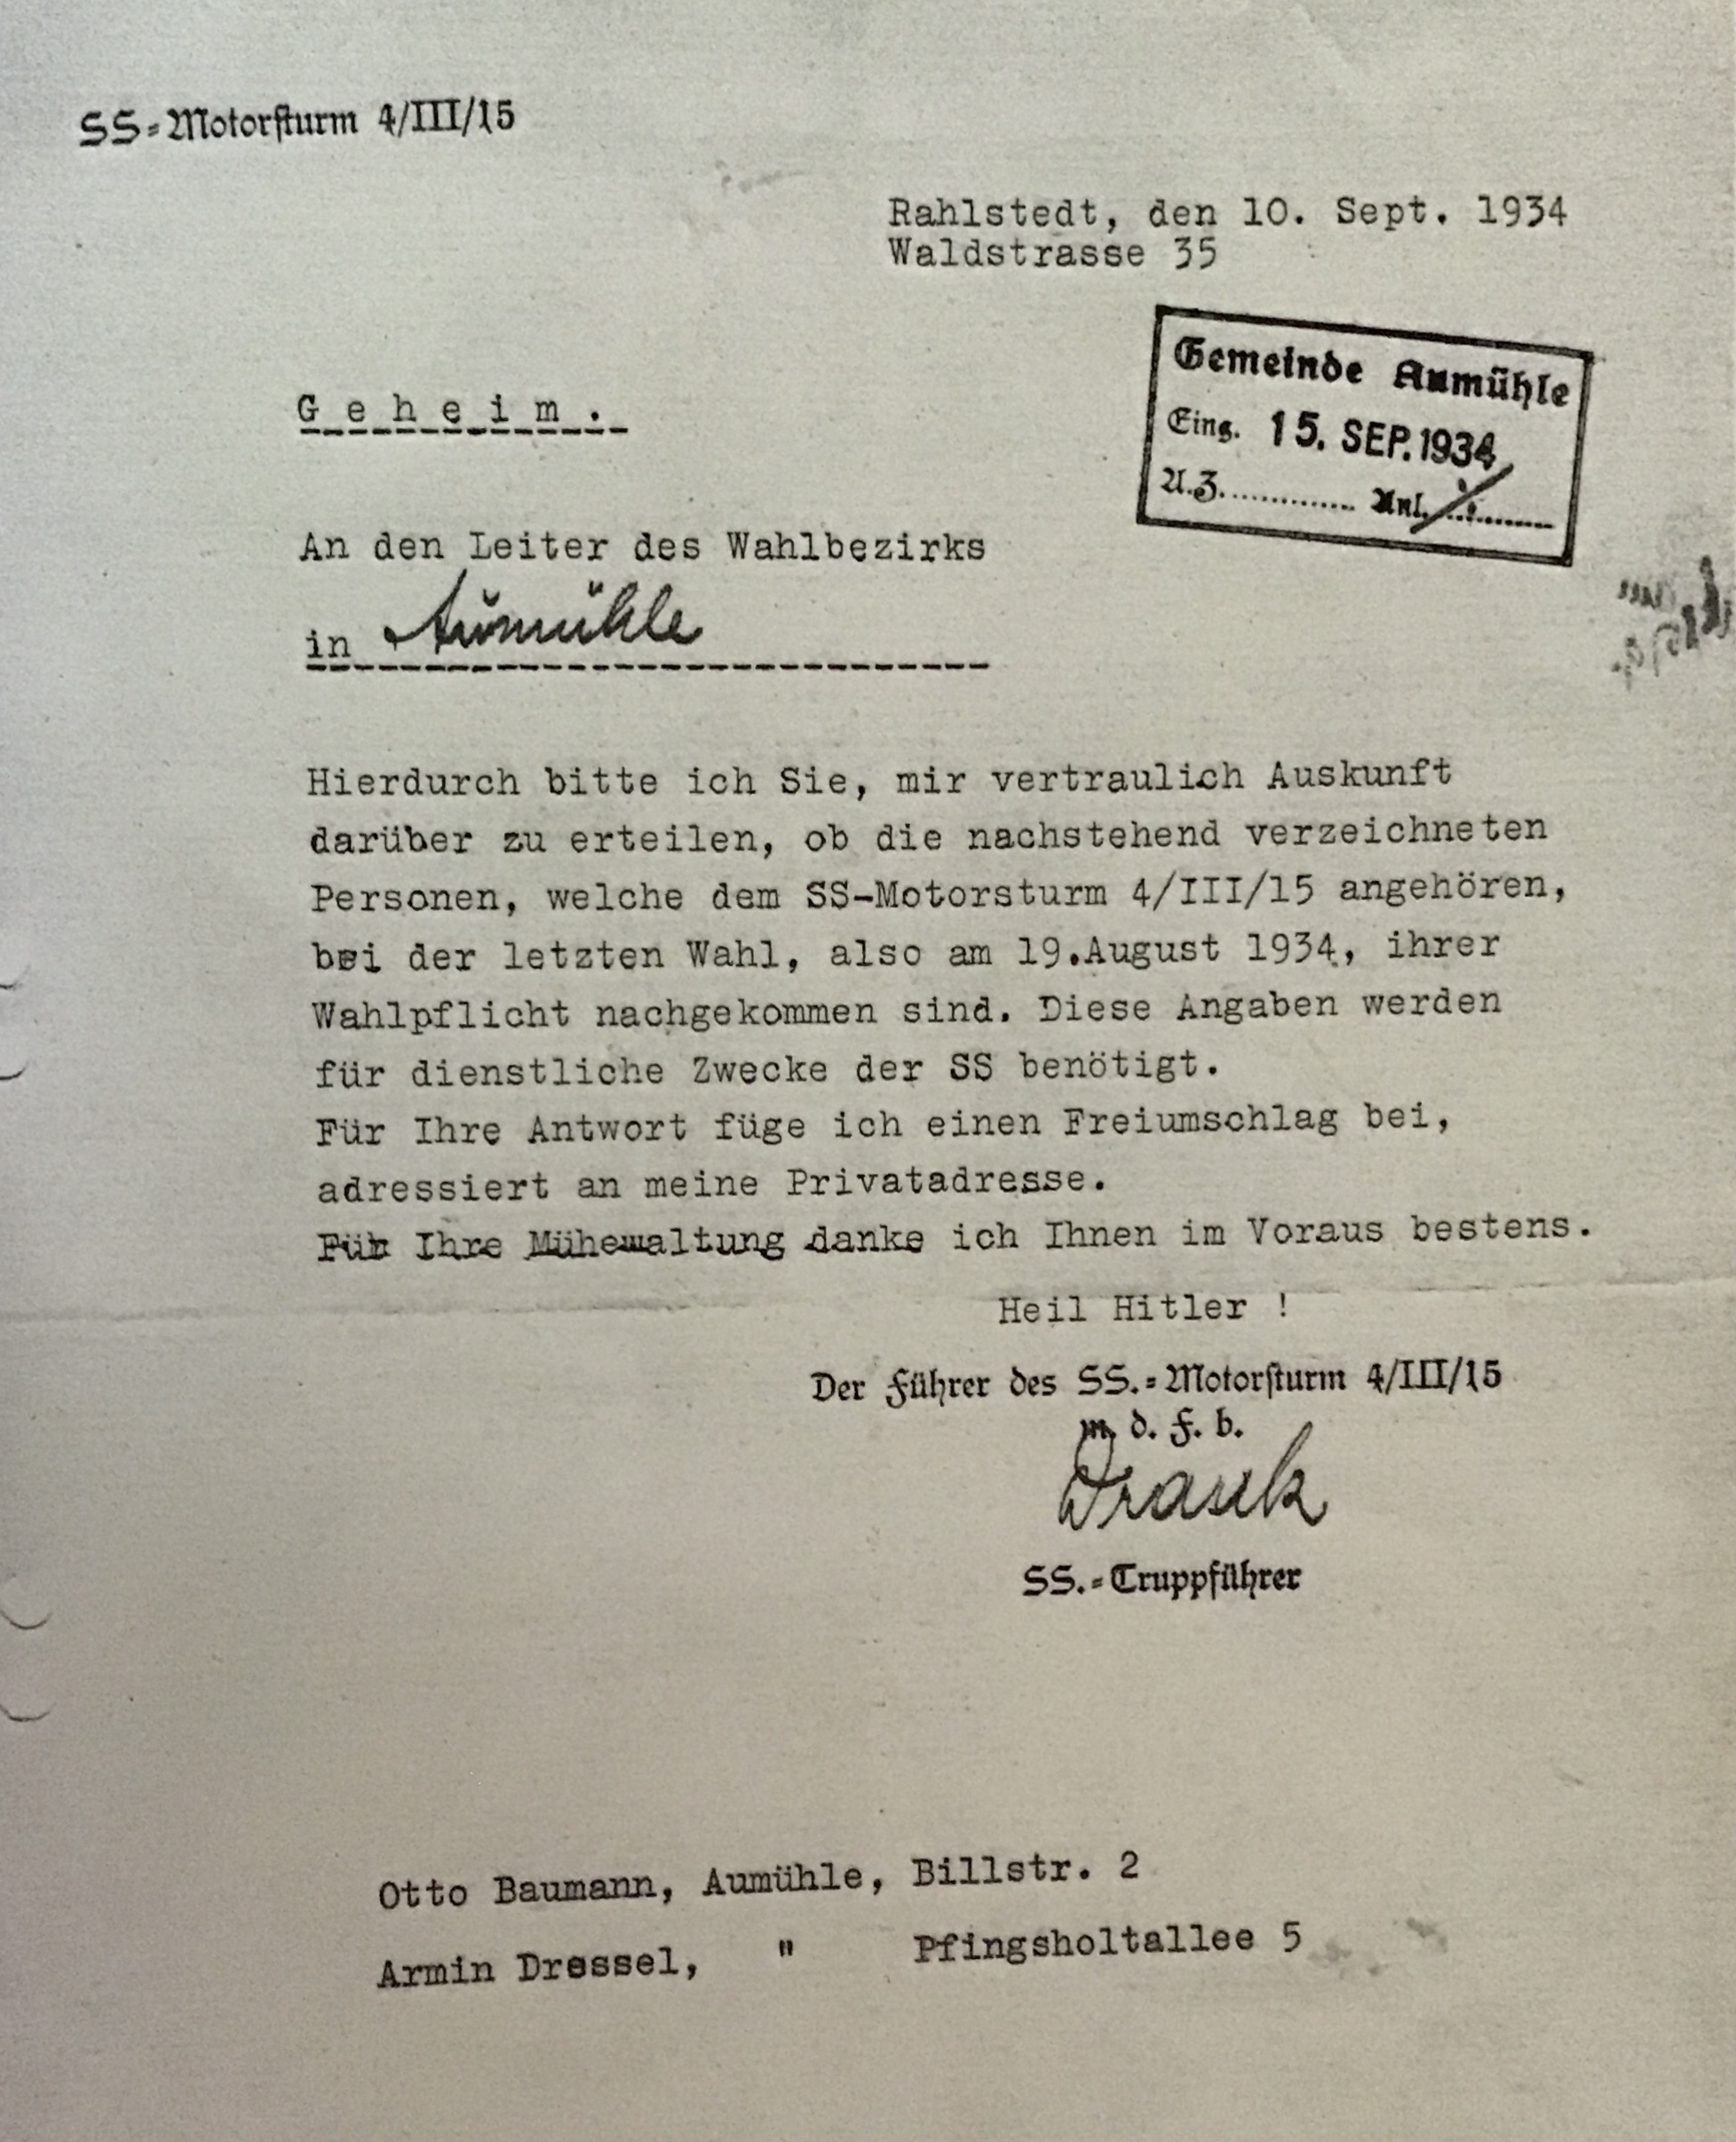 SS=Motorsturm 4/III/15
Rahlstedt, den 10. Sept. 1934
Waldstrasse 35
Gemeinde Aumühle
Eing. 15. SEP. 1934
A.Z. .............. Anl. ..............
G e h e i m .
An den Leiter des Wahlbezirks
in Aumühle
Hierdurch bitte ich Sie, mir vertraulich Auskunft
darüber zu erteilen, ob die nachstehend verzeichneten
Personen, welche dem SS-Motorsturm 4/III/15 angehören,
bei der letzten Wahl, also am 19.August 1934, ihrer
Wahlpflicht nachgekommen sind. Diese Angaben werden
für dienstliche Zwecke der SS benötigt.
Für Ihre Antwort füge ich einen Freiumschlag bei,
adressiert an meine Privatadresse.
Für Ihre Mühewaltung danke ich Ihnen im Voraus bestens.
Heil Hitler !
Der Führer des SS.=Motorsturm 4/III/15
m. d. F. b.
SS.=Truppführer
Otto Baumann, Aumühle, Billstr. 2
Armin Dressel, " Pfingsholtallee 5